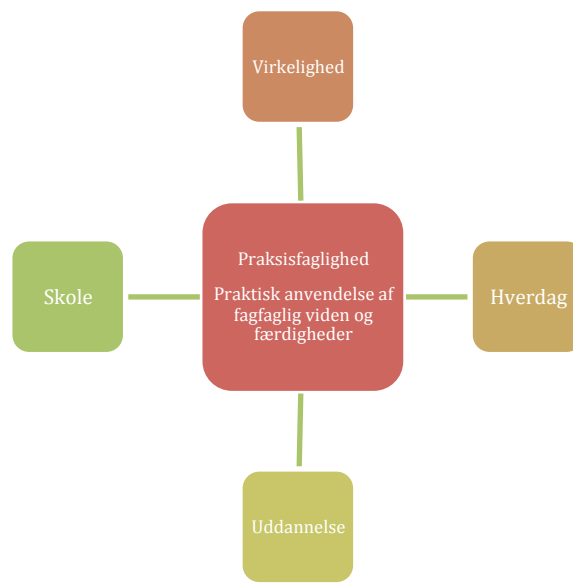 Virkelighed
Praksisfaglighed
Praktisk anvendelse af
fagfaglig viden og
færdigheder
Skole
Hverdag
Uddannelse